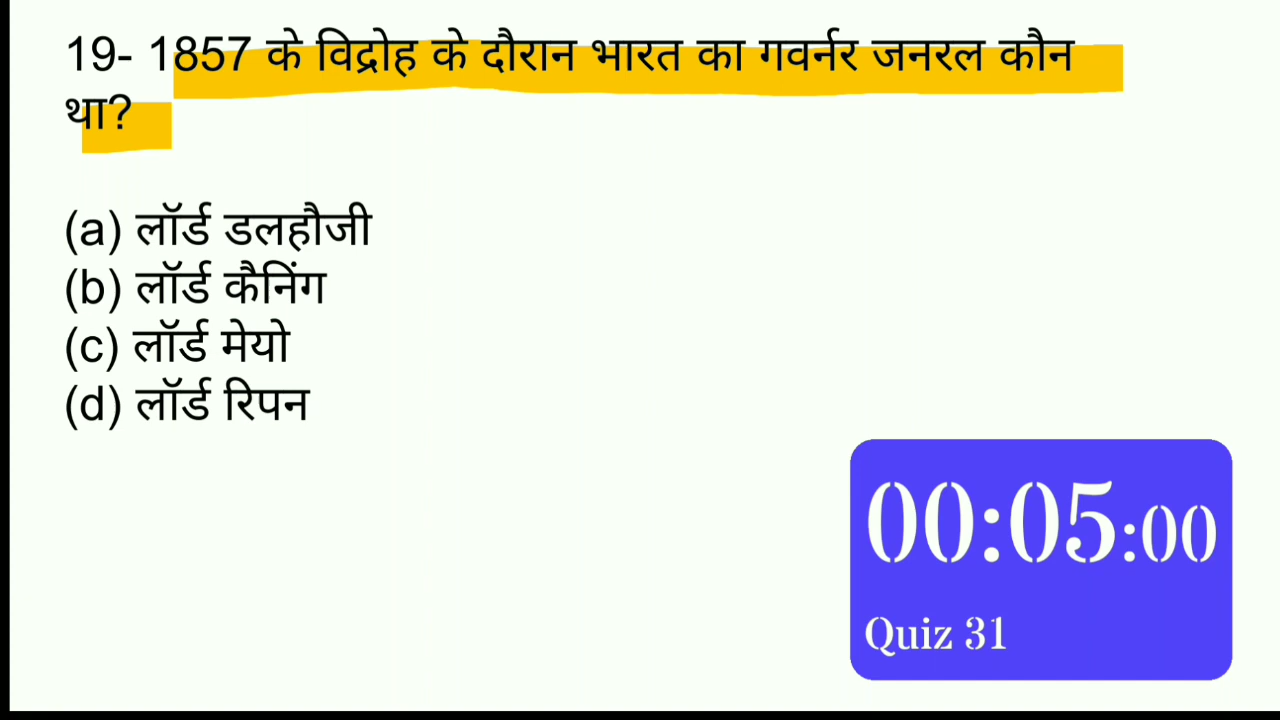 19- 1857 के विद्रोह के दौरान भारत का गवर्नर जनरल कौन
था?
(a) लॉर्ड डलहौजी
(b) लॉर्ड कैनिंग
(c) लॉर्ड मेयो
(d) लॉर्ड रिपन
00:05:00
Quiz 31